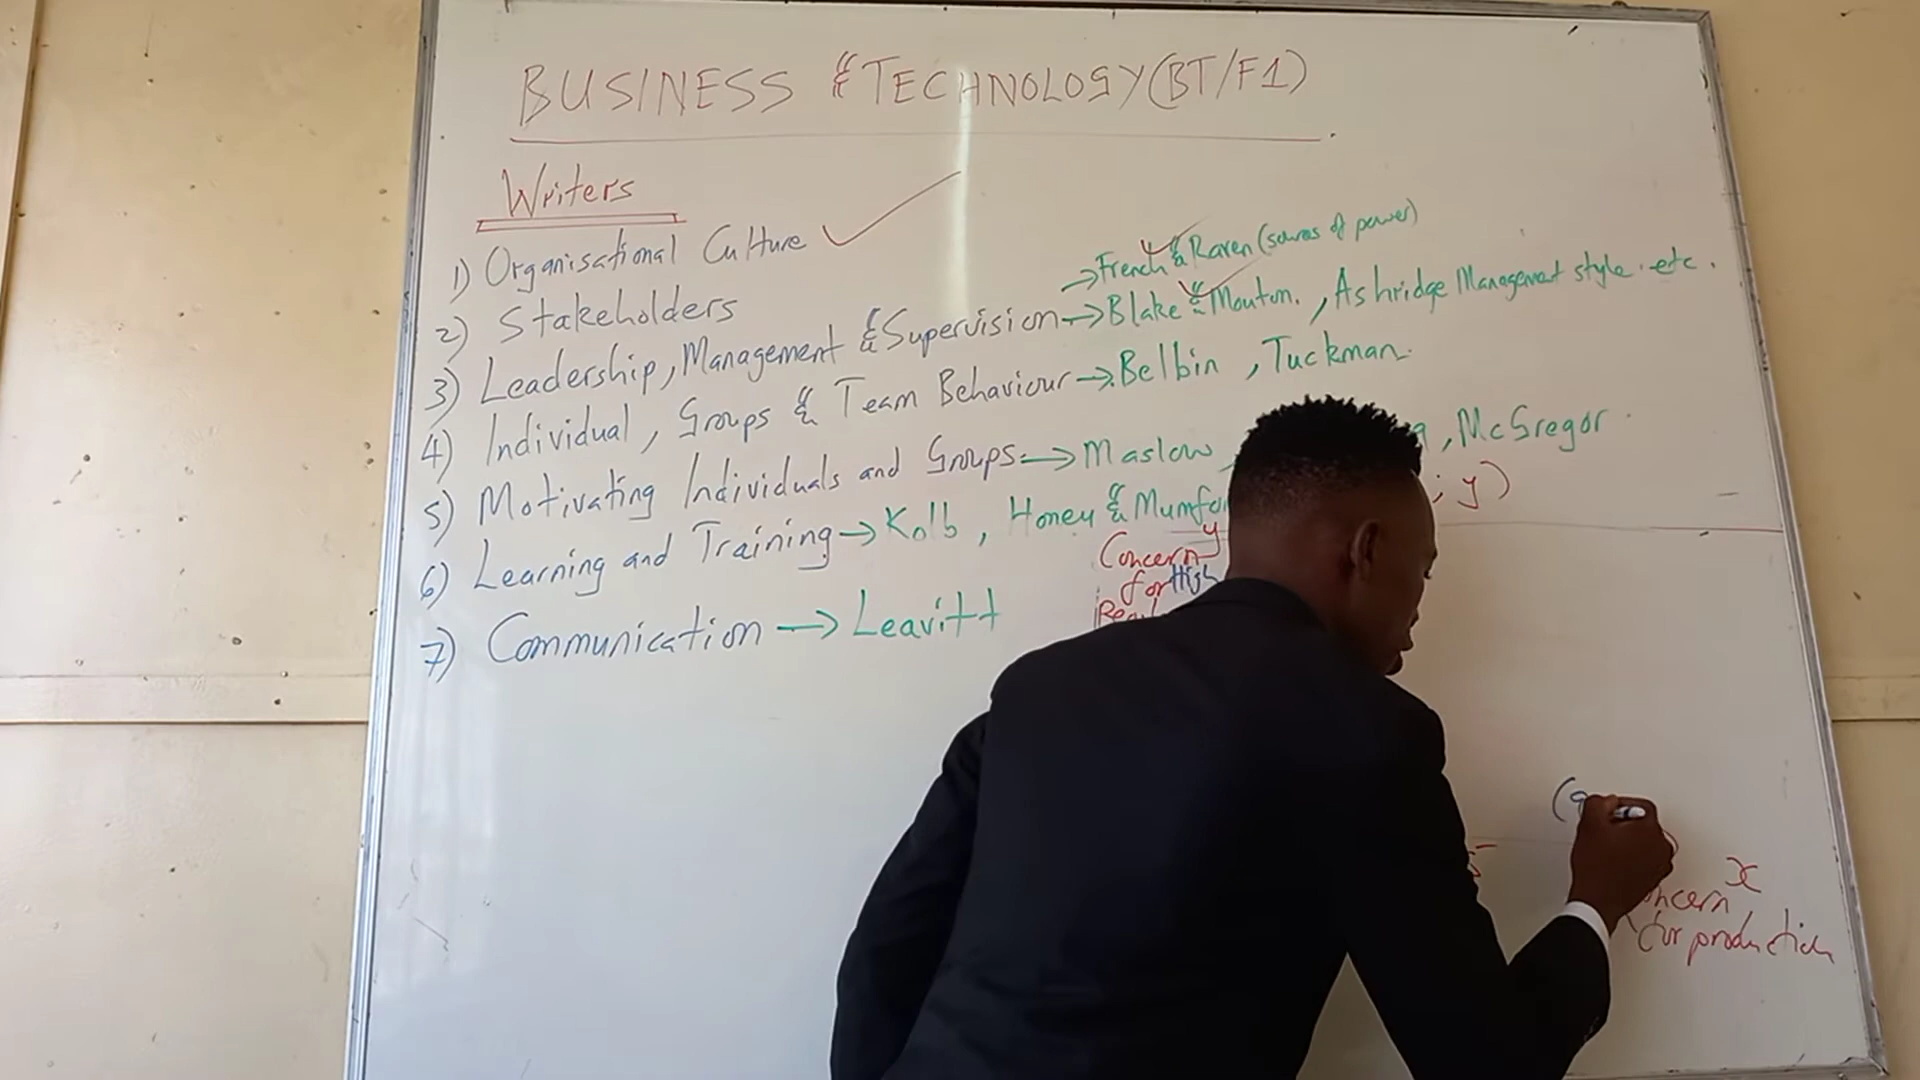 BUSINESS & TECHNOLOGY (BT/F1)
Writers
1) Organisational Culture ✓
2) Stakeholders
3) Leadership, Management & Supervision → French & Raven (sources of power)
→ Blake & Mouton. , Ashridge Management style. etc.
4) Individual, Groups & Team Behaviour → Belbin , Tuckman.
5) Motivating Individuals and Groups → Maslow, , McGregor.
6) Learning and Training → Kolb , Honey &
; y)
7) Communication → Leavitt
Concern y
for High
(9
x
for production